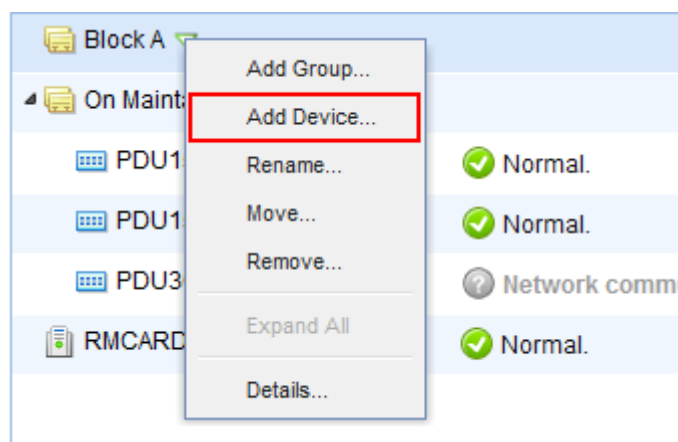 Block A
Add Group...
On Mainta
Add Device...
PDU1
Rename...
Normal.
PDU1
Move...
Normal.
Remove...
PDU3
Network comm
Expand All
RMCARD
Normal.
Details...